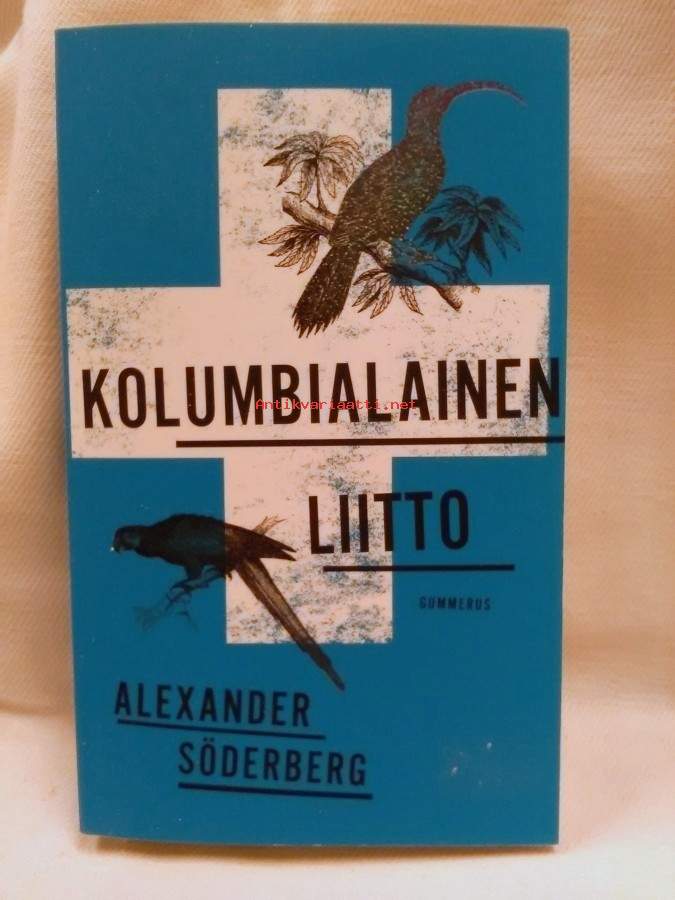 KOLUMBIALAINEN
Antikvariaatti.net
LIITTO
GUMMERUS
ALEXANDER
SÖDERBERG